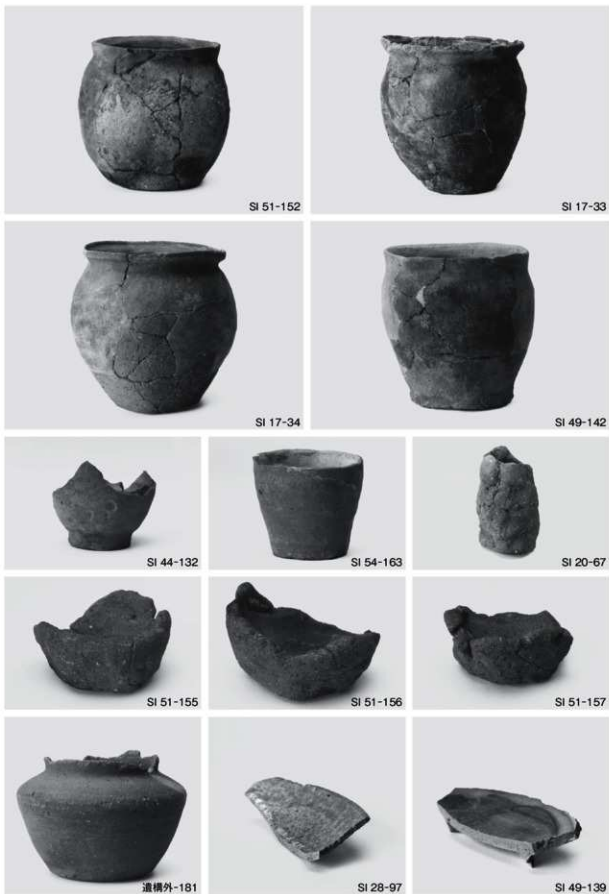 SI 51-152
SI 17-33
SI 17-34
SI 49-142
SI 44-132
SI 54-163
SI 20-67
SI 51-155
SI 51-156
SI 51-157
遺構外-181
SI 28-97
SI 49-139